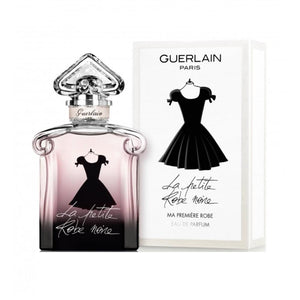 Guerlain
La petite
Robe noire
GUERLAIN
PARIS
La petite
Robe noire
MA PREMIÈRE ROBE
EAU DE PARFUM